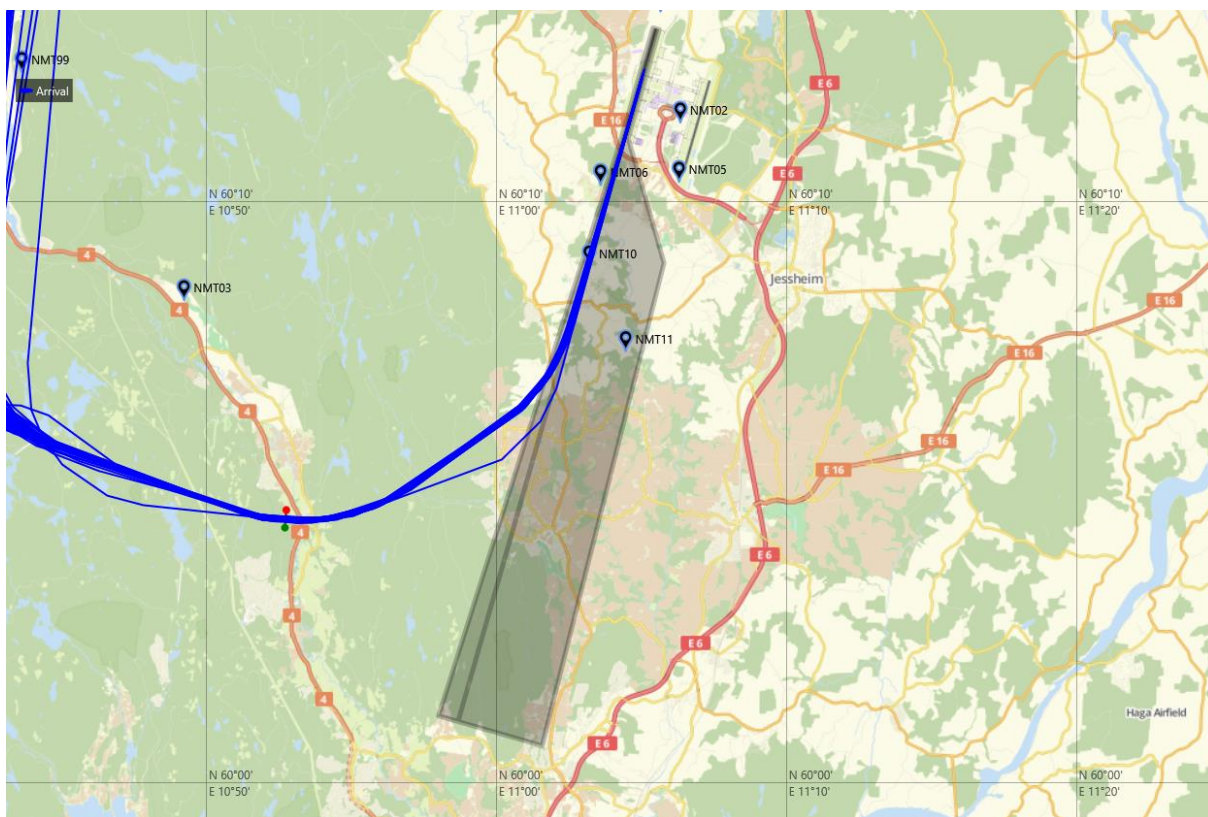 NMT99
Arrival
E 6
E 16
NMT02
NMT06
NMT05
E 6
N 60°10'
E 10°50'
N 60°10'
E 11°00'
N 60°10'
E 11°10'
N 60°10'
E 11°20'
4
NMT10
NMT03
Jessheim
4
E 16
NMT11
E 16
4
E 16
E 16
E 16
4
E 6
4
E 6
4
Haga Airfield
E 6
N 60°00'
E 10°50'
N 60°00'
E 11°00'
N 60°00'
E 11°10'
N 60°00'
E 11°20'